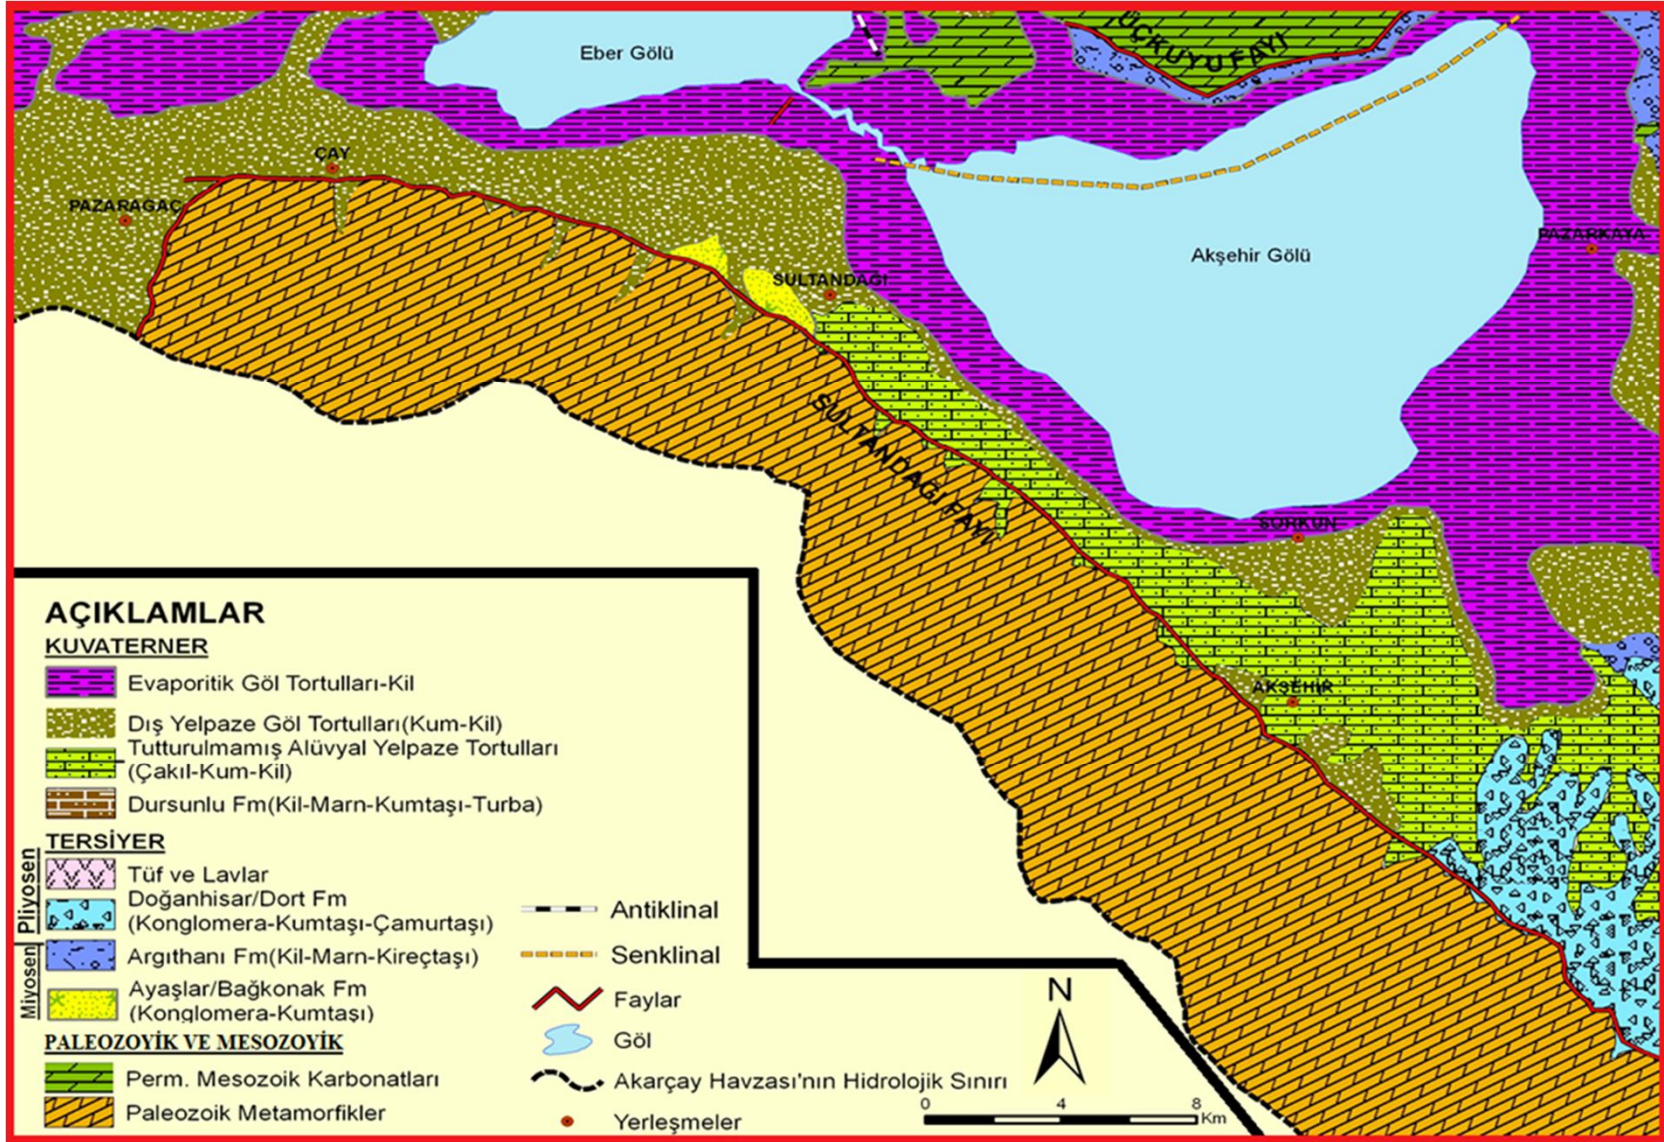 Eber Gölü
ÜÇKUYU FAYI
ÇAY
PAZARAGAÇ
PAZARKAYA
Akşehir Gölü
SULTANDAĞI
SULTANDAĞI FAYI
SORKUN
AKŞEHİR
AÇIKLAMLAR
KUVATERNER
Evaporitik Göl Tortulları-Kil
Dış Yelpaze Göl Tortulları(Kum-Kil)
Tutturulmamış Alüvyal Yelpaze Tortulları
(Çakıl-Kum-Kil)
Dursunlu Fm(Kil-Marn-Kumtaşı-Turba)
TERSİYER
Pliyosen
Tüf ve Lavlar
Doğanhisar/Dort Fm
(Konglomera-Kumtaşı-Çamurtaşı)
Miyosen
Argıthanı Fm(Kil-Marn-Kireçtaşı)
Ayaşlar/Bağkonak Fm
(Konglomera-Kumtaşı)
PALEOZOYİK VE MESOZOYİK
Perm. Mesozoik Karbonatları
Paleozoik Metamorfikler
Antiklinal
Senklinal
Faylar
Göl
Akarçay Havzası'nın Hidrolojik Sınırı
Yerleşmeler
N
0 4 8
Km